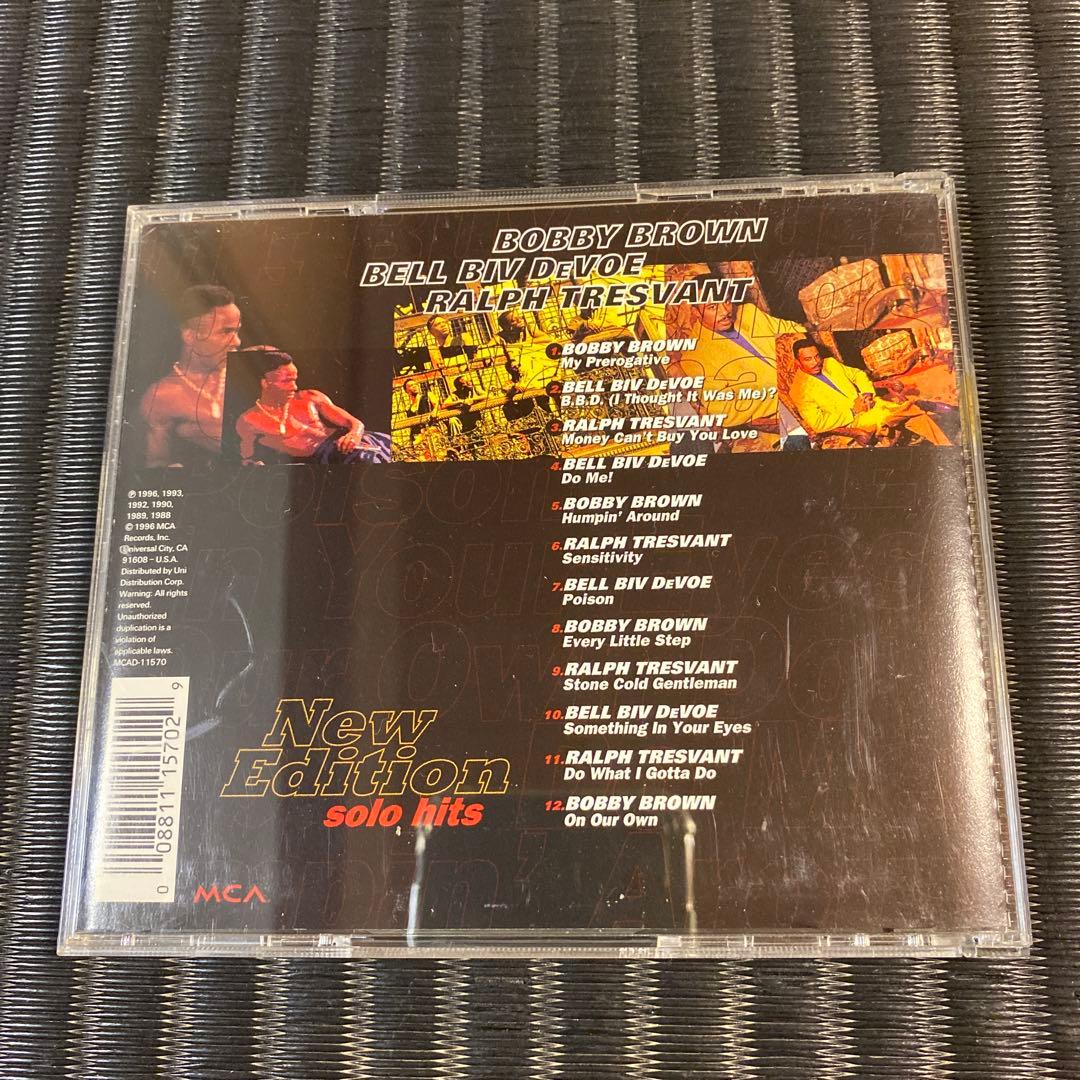 BOBBY BROWN
BELL BIV DeVOE
RALPH TRESVANT
1. BOBBY BROWN
My Prerogative
2. BELL BIV DeVOE
B.B.D. (I Thought It Was Me)?
3. RALPH TRESVANT
Money Can't Buy You Love
4. BELL BIV DeVOE
Do Me!
5. BOBBY BROWN
Humpin' Around
6. RALPH TRESVANT
Sensitivity
7. BELL BIV DeVOE
Poison
8. BOBBY BROWN
Every Little Step
9. RALPH TRESVANT
Stone Cold Gentleman
10. BELL BIV DeVOE
Something In Your Eyes
11. RALPH TRESVANT
Do What I Gotta Do
12. BOBBY BROWN
On Our Own
℗ 1996, 1993,
1992, 1990,
1989, 1988
© 1996 MCA
Records, Inc.
Universal City, CA
91608 – U.S.A.
Distributed by Uni
Distribution Corp.
Warning: All rights
reserved.
Unauthorized
duplication is a
violation of
applicable laws.
MCAD-11570
0 08811 15702 9
New
Edition
solo hits
MCA